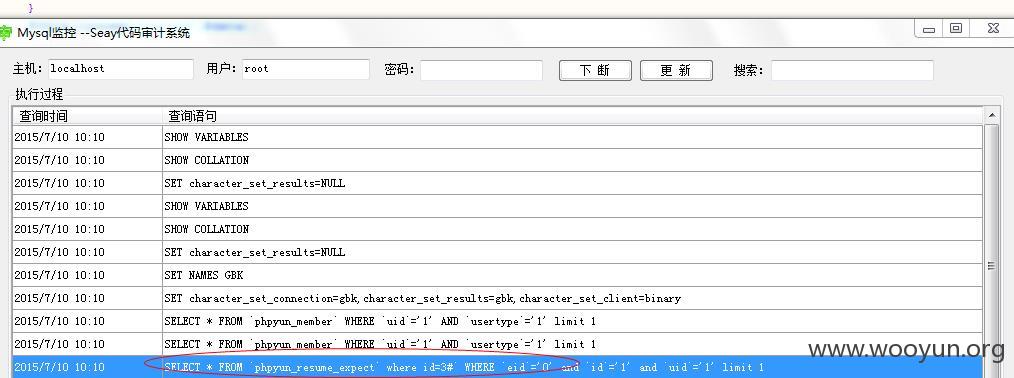 }
Mysql监控 --Seay代码审计系统
主机: localhost 用户: root 密码: 下 断 更 新 搜索:
执行过程
查询时间 查询语句
2015/7/10 10:10 SHOW VARIABLES
2015/7/10 10:10 SHOW COLLATION
2015/7/10 10:10 SET character_set_results=NULL
2015/7/10 10:10 SHOW VARIABLES
2015/7/10 10:10 SHOW COLLATION
2015/7/10 10:10 SET character_set_results=NULL
2015/7/10 10:10 SET NAMES GBK
2015/7/10 10:10 SET character_set_connection=gbk,character_set_results=gbk,character_set_client=binary
2015/7/10 10:10 SELECT * FROM `phpyun_member` WHERE `uid`='1' AND `usertype`='1' limit 1
2015/7/10 10:10 SELECT * FROM `phpyun_member` WHERE `uid`='1' AND `usertype`='1' limit 1
2015/7/10 10:10 SELECT * FROM `phpyun_resume_expect` where id=3#  WHERE `eid`='0' and `id`='1' and `uid`='1' limit 1
www.wooyun.org